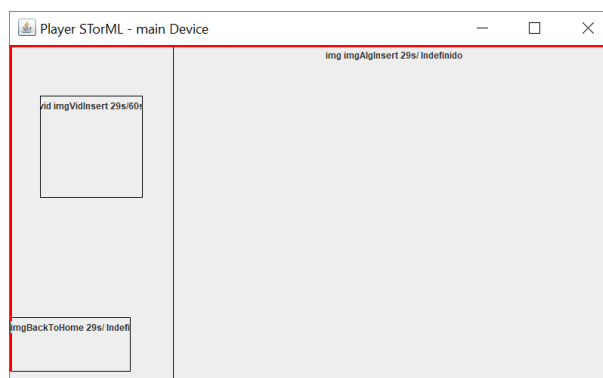 Player STorML - main Device
img imgAlgInsert 29s/ Indefinido
vid imgVidInsert 29s/60s
imgBackToHome 29s/ Indefi